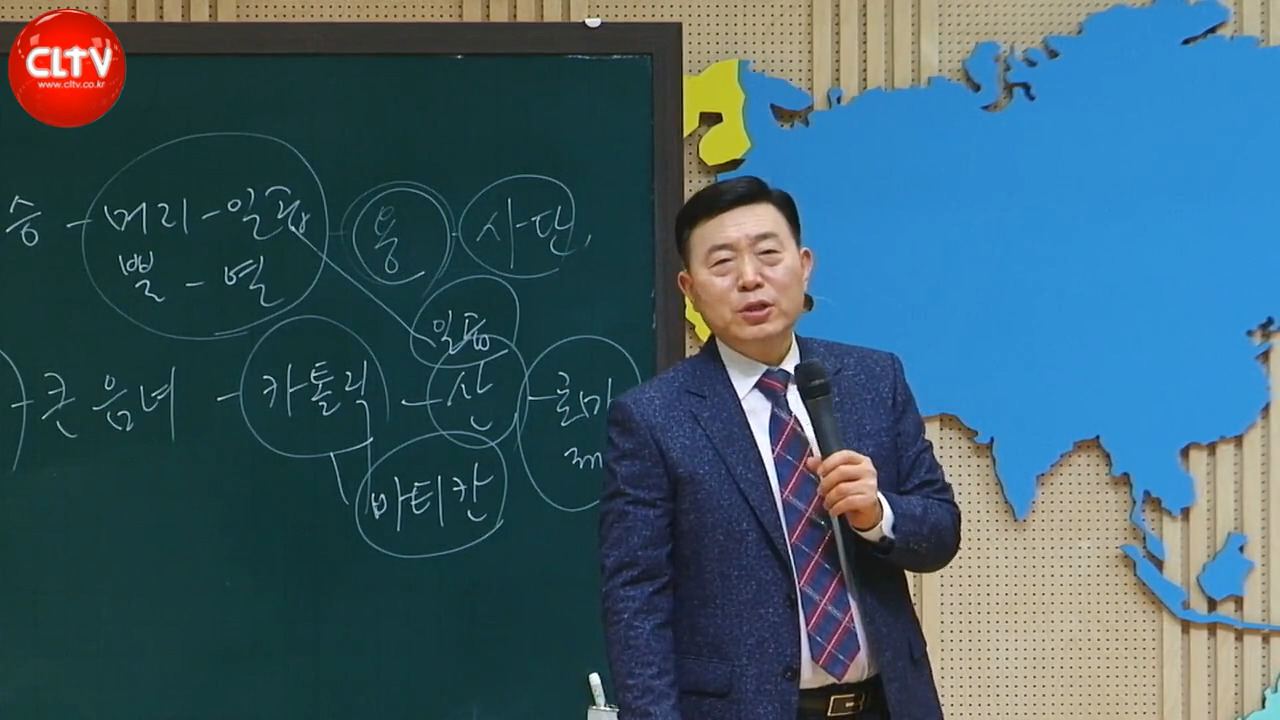 CLTV
www.cltv.co.kr
승 - 머리 - 일곱 - 용 - 사단,
뿔 - 열
일곱
큰 음녀 - 카톨릭 - 산 - 로마
바티칸